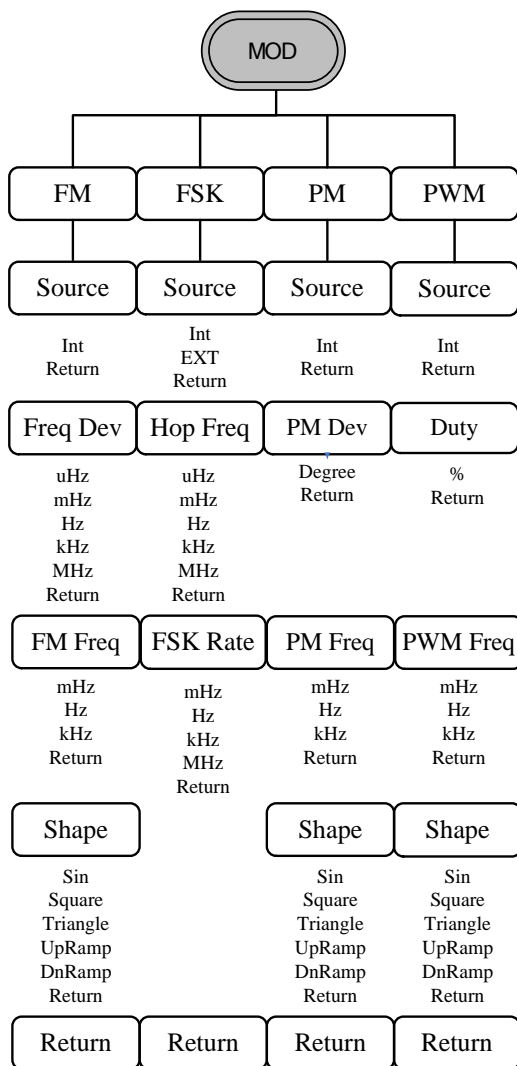 MOD
FM FSK PM PWM
Source Source Source Source
Int Int Int Int
Return EXT Return Return
Return
Freq Dev Hop Freq PM Dev Duty
uHz uHz Degree %
mHz mHz Return Return
Hz Hz
kHz kHz
MHz MHz
Return Return
FM Freq FSK Rate PM Freq PWM Freq
mHz mHz mHz mHz
Hz Hz Hz Hz
kHz kHz kHz kHz
Return MHz Return Return
Return
Shape Shape Shape
Sin Sin Sin
Square Square Square
Triangle Triangle Triangle
UpRamp UpRamp UpRamp
DnRamp DnRamp DnRamp
Return Return Return
Return Return Return Return